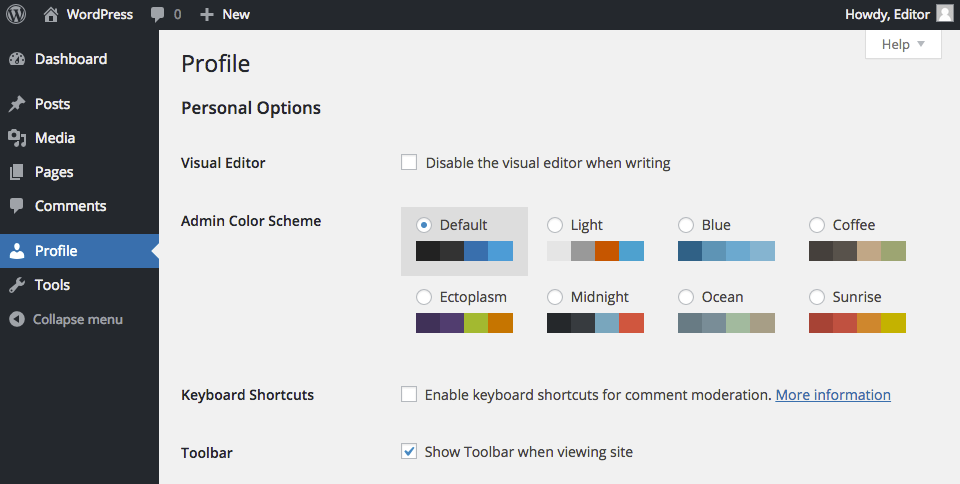 WordPress 0 New Howdy, Editor
Help
Dashboard
Posts
Media
Pages
Comments
Profile
Tools
Collapse menu
Profile
Personal Options
Visual Editor Disable the visual editor when writing
Admin Color Scheme Default Light Blue Coffee
Ectoplasm Midnight Ocean Sunrise
Keyboard Shortcuts Enable keyboard shortcuts for comment moderation. More information
Toolbar Show Toolbar when viewing site